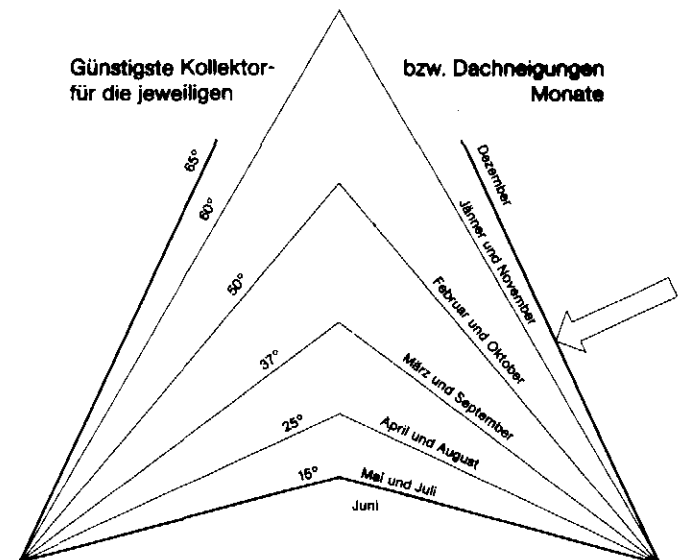 Günstigste Kollektor- bzw. Dachneigungen
für die jeweiligen Monate
65°
Dezember
60°
Jänner und November
50°
Februar und Oktober
37°
März und September
25°
April und August
15°
Mai und Juli
Juni